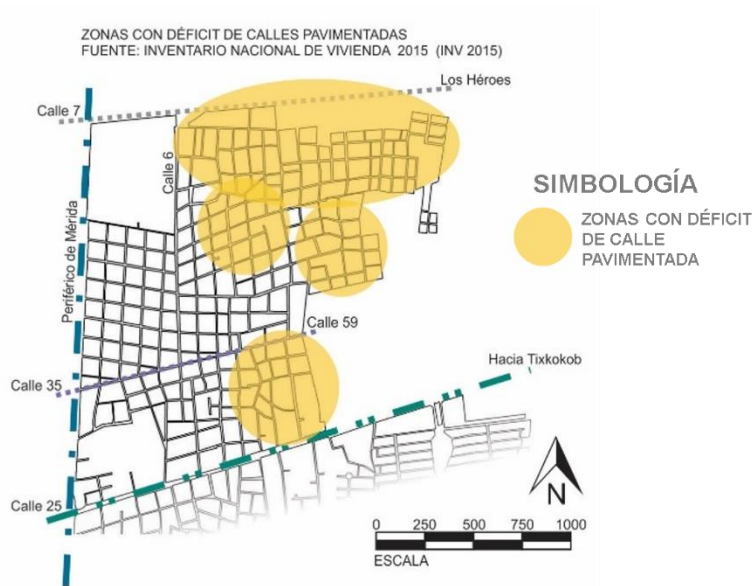 ZONAS CON DÉFICIT DE CALLES PAVIMENTADAS
FUENTE: INVENTARIO NACIONAL DE VIVIENDA 2015 (INV 2015)
Los Héroes
Calle 7
Calle 6
SIMBOLOGÍA
ZONAS CON DÉFICIT
DE CALLE
PAVIMENTADA
Periférico de Mérida
Calle 59
Hacia Tixkokob
Calle 35
Calle 25
N
0 250 500 750 1000
ESCALA